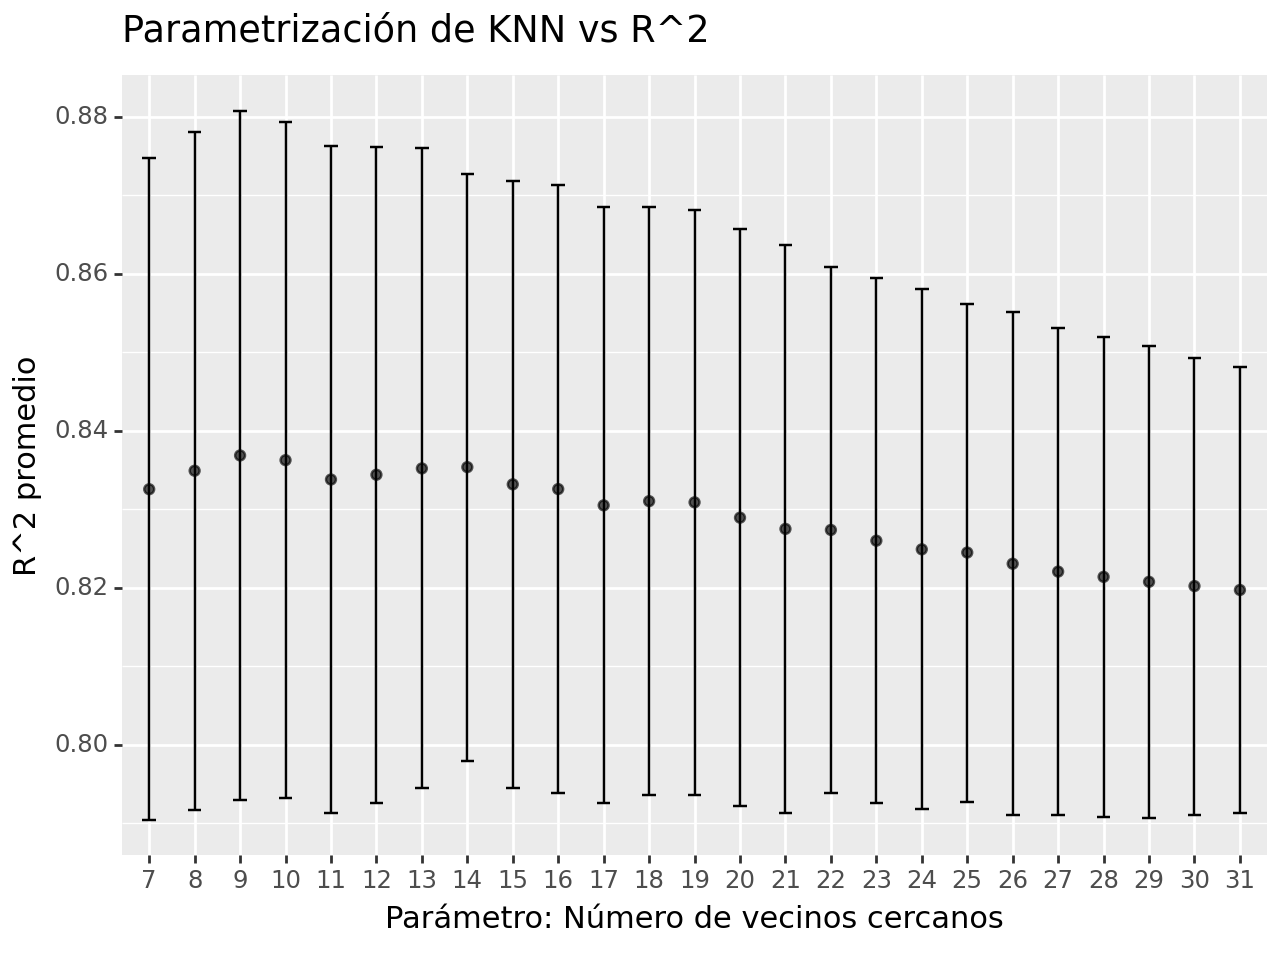 Parametrización de KNN vs R^2
0.88
0.86
0.84
0.82
0.80
R^2 promedio
7 8 9 10 11 12 13 14 15 16 17 18 19 20 21 22 23 24 25 26 27 28 29 30 31
Parámetro: Número de vecinos cercanos